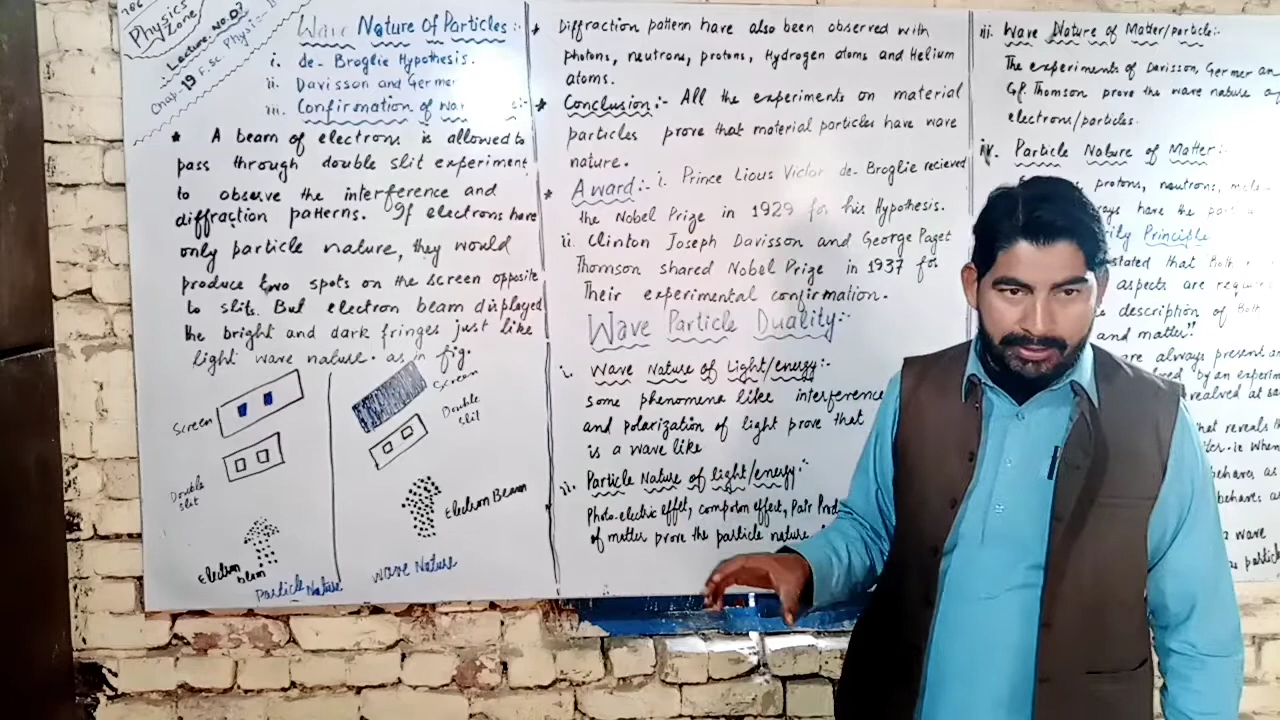 Physics
Zone
Lecture. No. 07
Chap. 19 F.Sc Physics
Wave Nature of Particles:-
i. de-Broglie Hypothesis.
ii. Davisson and Germer
iii. Confirmation of
* A beam of electrons is allowed to
pass through double slit experiment
to observe the interference and
diffraction patterns. If electrons have
only particle nature, they would
produce two spots on the screen opposite
to slits. But electron beam displayed
the bright and dark fringes just like
light wave nature. as in fig.
Screen
Double
slit
Electron
beam
Particle Nature
Screen
Double
slit
Electron Beam
Wave Nature
* Diffraction pattern have also been observed with
photons, neutrons, protons, Hydrogen atoms and Helium
atoms.
* Conclusion:- All the experiments on material
particles prove that material particles have wave
nature.
* Award:- i. Prince Lious Victor de-Broglie recieved
the Nobel Prize in 1929 for his Hypothesis.
ii. Clinton Joseph Davisson and George Paget
Thomson shared Nobel Prize in 1937 for
Their experimental confirmation.
Wave Particle Duality:-
i. Wave Nature of Light/energy:-
some phenomena like interference
and polarization of light prove that
is a wave like
ii. Particle Nature of light/energy:-
Photo-electric effet, compton effect, Pair Prod
of matter prove the particle nature
iii. Wave Nature of Matter/particle:-
The experiments of Davisson, Germer an
G.P. Thomson prove the wave nature of
electrons/particles.
iv. Particle Nature of Matter:-
protons, neutrons, mole
have the
Principle
stated that Both
aspects are
description of Both
and matter"
are always present an
by an experim
at sa
that reveals th
ie When
behaves as
behaves a
a wave
particle